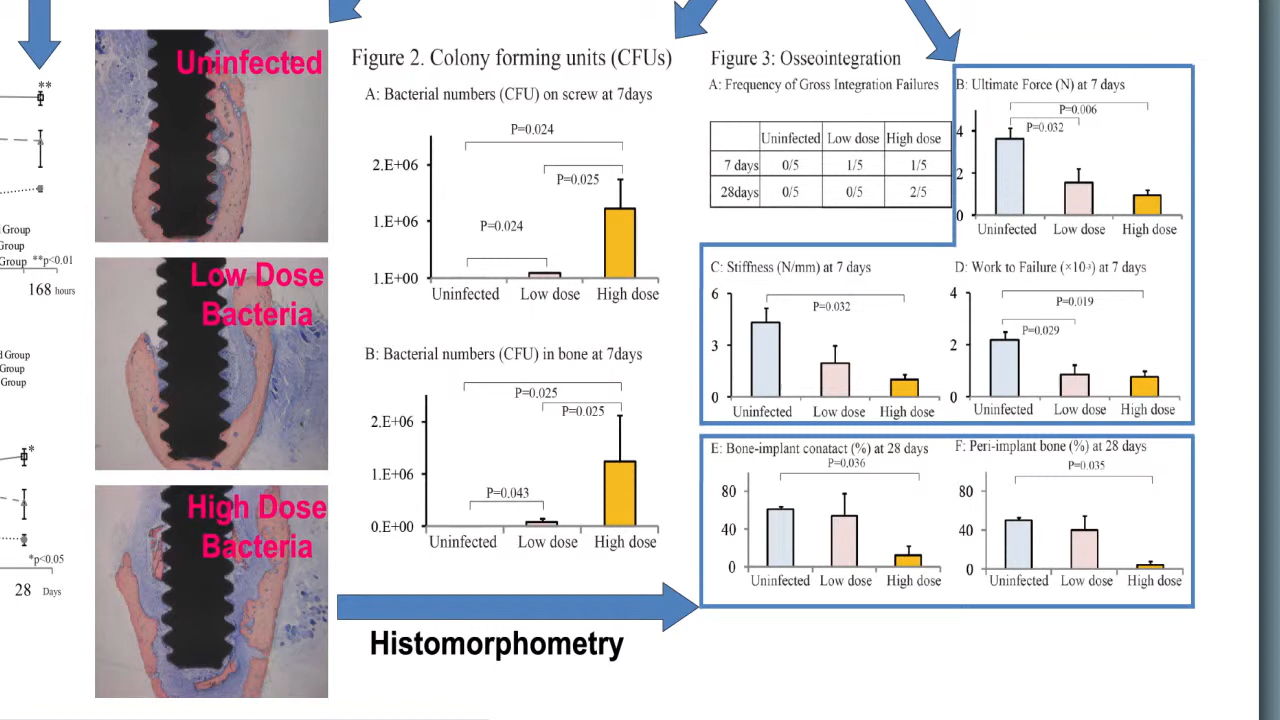 **
d Group
Group
Group **p<0.01
168 hours
d Group
Group
Group
*
*p<0.05
28 Days
Uninfected
Low Dose
Bacteria
High Dose
Bacteria
Figure 2. Colony forming units (CFUs)
A: Bacterial numbers (CFU) on screw at 7days
P=0.024
2.E+06
P=0.025
1.E+06
P=0.024
1.E+00
Uninfected Low dose High dose
B: Bacterial numbers (CFU) in bone at 7days
P=0.025
P=0.025
2.E+06
1.E+06
P=0.043
0.E+00
Uninfected Low dose High dose
Histomorphometry
Figure 3: Osseointegration
A: Frequency of Gross Integration Failures
Uninfected Low dose High dose
7 days 0/5 1/5 1/5
28days 0/5 0/5 2/5
B: Ultimate Force (N) at 7 days
P=0.006
P=0.032
4
2
0
Uninfected Low dose High dose
C: Stiffness (N/mm) at 7 days
6
P=0.032
3
0
Uninfected Low dose High dose
D: Work to Failure (×10⁻³) at 7 days
4
P=0.019
P=0.029
2
0
Uninfected Low dose High dose
E: Bone-implant conatact (%) at 28 days
P=0.036
80
40
0
Uninfected Low dose High dose
F: Peri-implant bone (%) at 28 days
P=0.035
80
40
0
Uninfected Low dose High dose